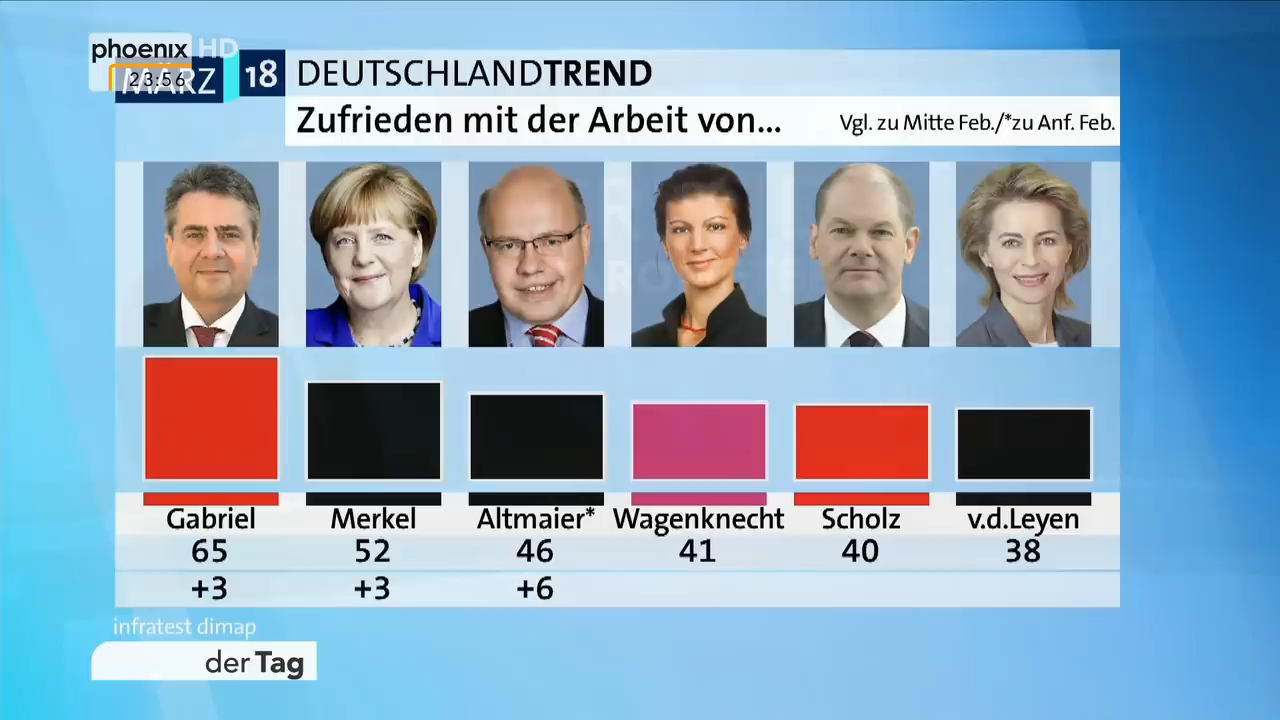 phoenix HD
23:56
MÄRZ 18 DEUTSCHLANDTREND
Zufrieden mit der Arbeit von... Vgl. zu Mitte Feb./*zu Anf. Feb.
Gabriel Merkel Altmaier* Wagenknecht Scholz v.d.Leyen
65 52 46 41 40 38
+3 +3 +6
infratest dimap
der Tag